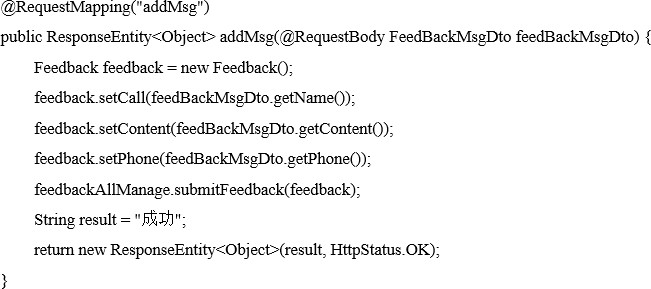 @RequestMapping("addMsg")
public ResponseEntity<Object> addMsg(@RequestBody FeedBackMsgDto feedBackMsgDto) {
    Feedback feedback = new Feedback();
    feedback.setCall(feedBackMsgDto.getName());
    feedback.setContent(feedBackMsgDto.getContent());
    feedback.setPhone(feedBackMsgDto.getPhone());
    feedbackAllManage.submitFeedback(feedback);
    String result = "成功";
    return new ResponseEntity<Object>(result, HttpStatus.OK);
}